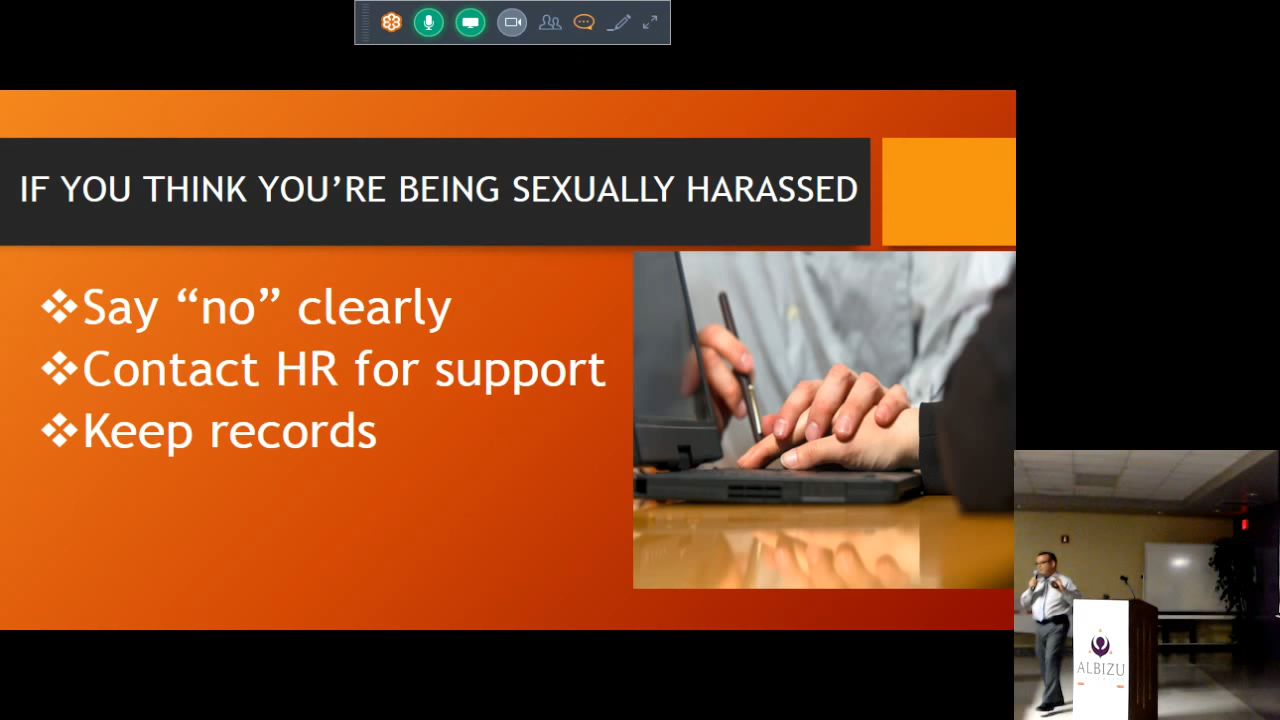 IF YOU THINK YOU’RE BEING SEXUALLY HARASSED
❖Say “no” clearly
❖Contact HR for support
❖Keep records
ALBIZU